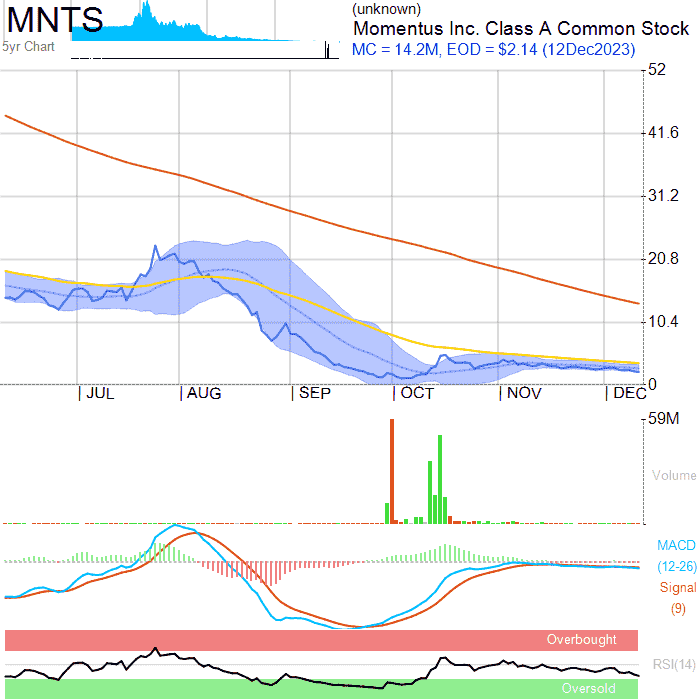 MNTS
(unknown)
Momentus Inc. Class A Common Stock
5yr Chart
MC = 14.2M, EOD = $2.14 (12Dec2023)
52
41.6
31.2
20.8
10.4
0
JUL
AUG
SEP
OCT
NOV
DEC
59M
Volume
MACD
(12-26)
Signal
(9)
Overbought
RSI(14)
Oversold